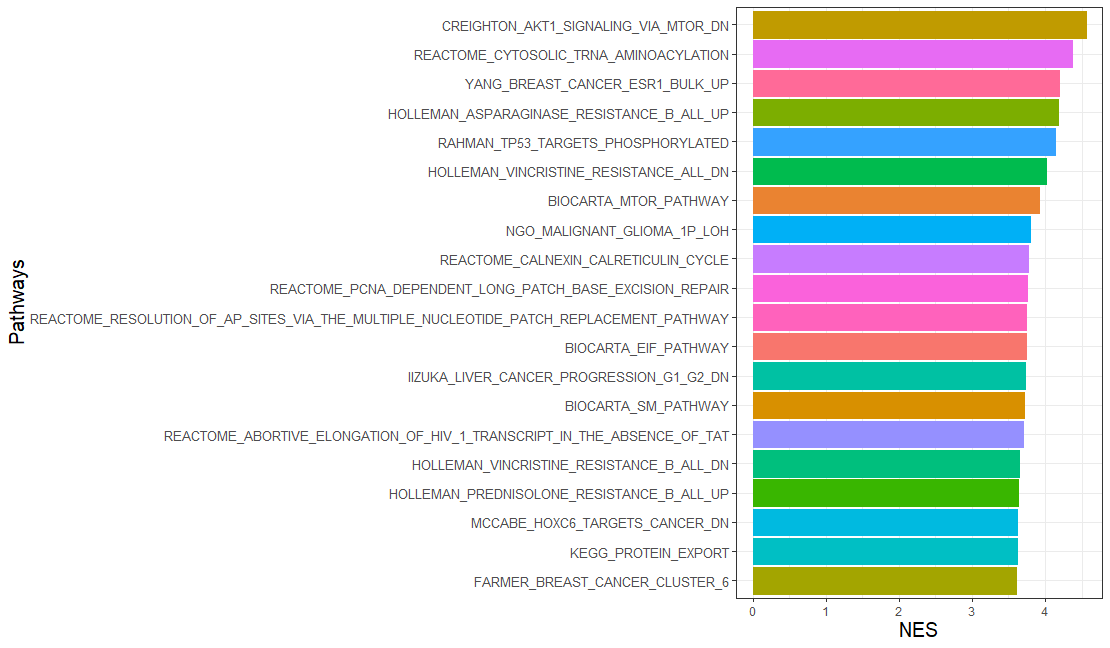 CREIGHTON_AKT1_SIGNALING_VIA_MTOR_DN
REACTOME_CYTOSOLIC_TRNA_AMINOACYLATION
YANG_BREAST_CANCER_ESR1_BULK_UP
HOLLEMAN_ASPARAGINASE_RESISTANCE_B_ALL_UP
RAHMAN_TP53_TARGETS_PHOSPHORYLATED
HOLLEMAN_VINCRISTINE_RESISTANCE_ALL_DN
BIOCARTA_MTOR_PATHWAY
NGO_MALIGNANT_GLIOMA_1P_LOH
REACTOME_CALNEXIN_CALRETICULIN_CYCLE
REACTOME_PCNA_DEPENDENT_LONG_PATCH_BASE_EXCISION_REPAIR
REACTOME_RESOLUTION_OF_AP_SITES_VIA_THE_MULTIPLE_NUCLEOTIDE_PATCH_REPLACEMENT_PATHWAY
BIOCARTA_EIF_PATHWAY
IIZUKA_LIVER_CANCER_PROGRESSION_G1_G2_DN
BIOCARTA_SM_PATHWAY
REACTOME_ABORTIVE_ELONGATION_OF_HIV_1_TRANSCRIPT_IN_THE_ABSENCE_OF_TAT
HOLLEMAN_VINCRISTINE_RESISTANCE_B_ALL_DN
HOLLEMAN_PREDNISOLONE_RESISTANCE_B_ALL_UP
MCCABE_HOXC6_TARGETS_CANCER_DN
KEGG_PROTEIN_EXPORT
FARMER_BREAST_CANCER_CLUSTER_6
Pathways
0 1 2 3 4
NES